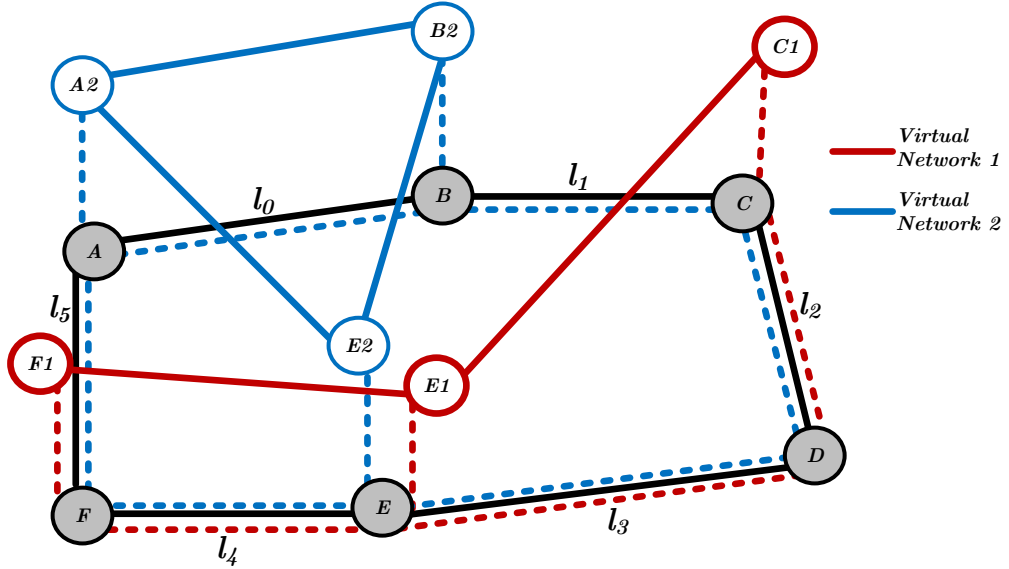 B2
C1
A2
Virtual
Network 1
l1
B
l0
C
Virtual
Network 2
A
l5
l2
E2
F1
E1
D
F
E
l3
l4